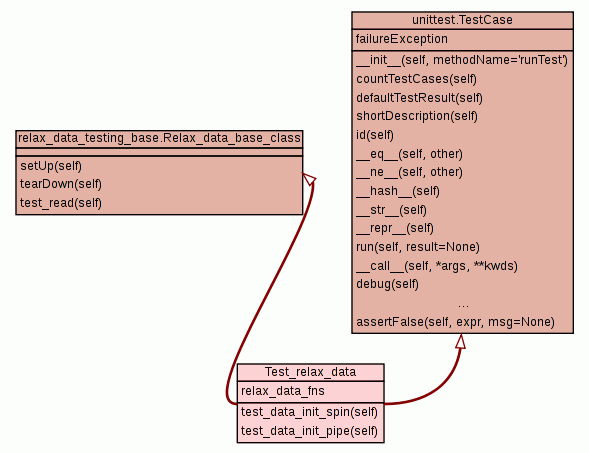 unittest.TestCase
failureException
__init__(self, methodName='runTest')
countTestCases(self)
defaultTestResult(self)
shortDescription(self)
id(self)
__eq__(self, other)
__ne__(self, other)
__hash__(self)
__str__(self)
__repr__(self)
run(self, result=None)
__call__(self, *args, **kwds)
debug(self)
...
assertFalse(self, expr, msg=None)
relax_data_testing_base.Relax_data_base_class
setUp(self)
tearDown(self)
test_read(self)
Test_relax_data
relax_data_fns
test_data_init_spin(self)
test_data_init_pipe(self)